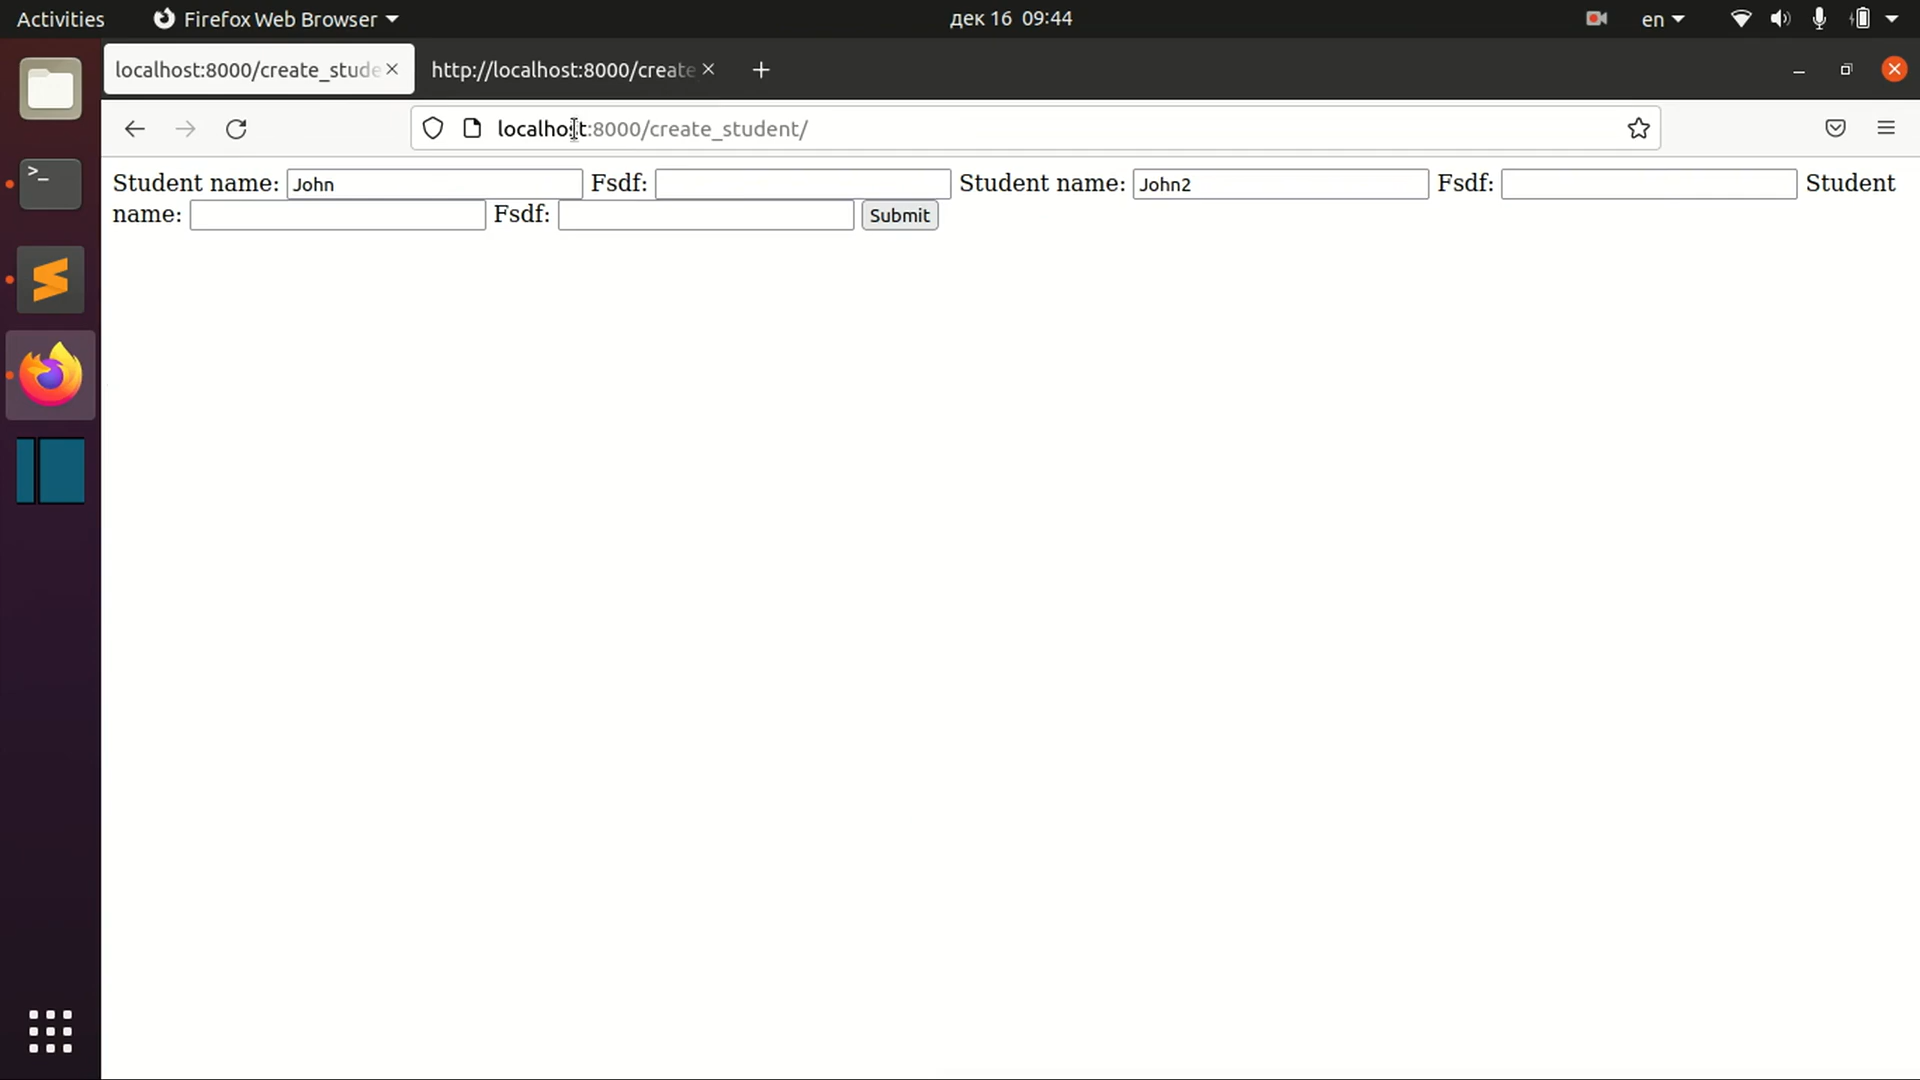 Activities Firefox Web Browser дек 16 09:44 en
localhost:8000/create_stude http://localhost:8000/create
localhost:8000/create_student/
Student name: John Fsdf: Student name: John2 Fsdf: Student
name: Fsdf: Submit